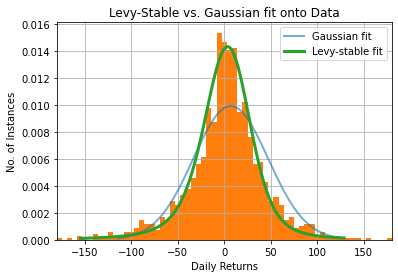 Levy-Stable vs. Gaussian fit onto Data
Gaussian fit
Levy-stable fit
No. of Instances
0.016
0.014
0.012
0.010
0.008
0.006
0.004
0.002
0.000
−150 −100 −50 0 50 100 150
Daily Returns